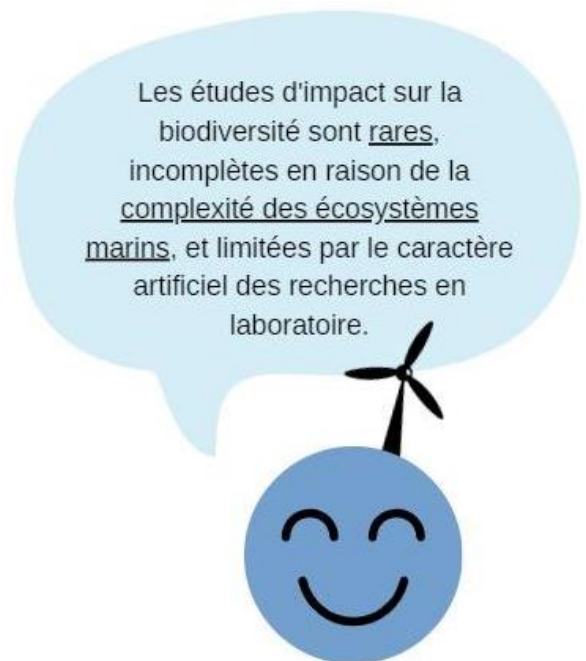 Les études d'impact sur la
biodiversité sont rares,
incomplètes en raison de la
complexité des écosystèmes
marins, et limitées par le caractère
artificiel des recherches en
laboratoire.